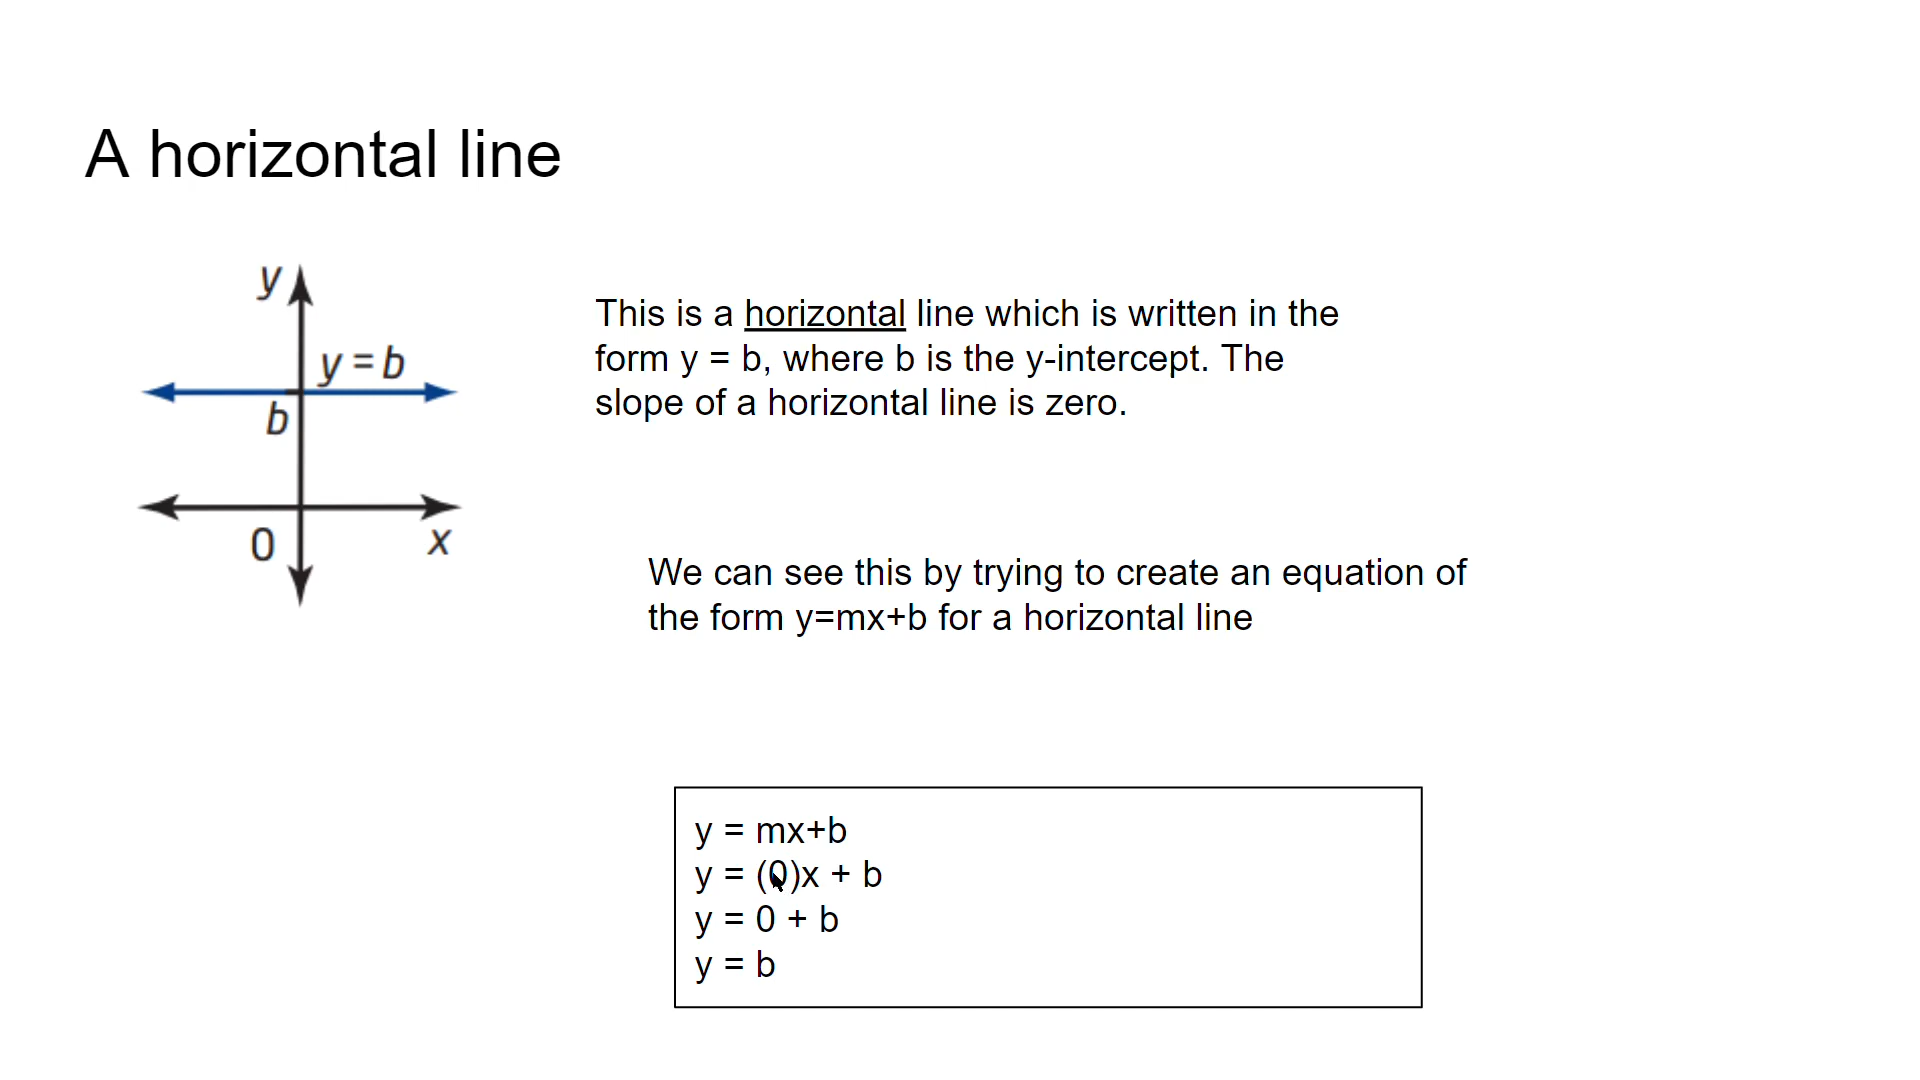 A horizontal line
y
y = b
b
0
x
This is a horizontal line which is written in the
form y = b, where b is the y-intercept. The
slope of a horizontal line is zero.
We can see this by trying to create an equation of
the form y=mx+b for a horizontal line
y = mx+b
y = (0)x + b
y = 0 + b
y = b